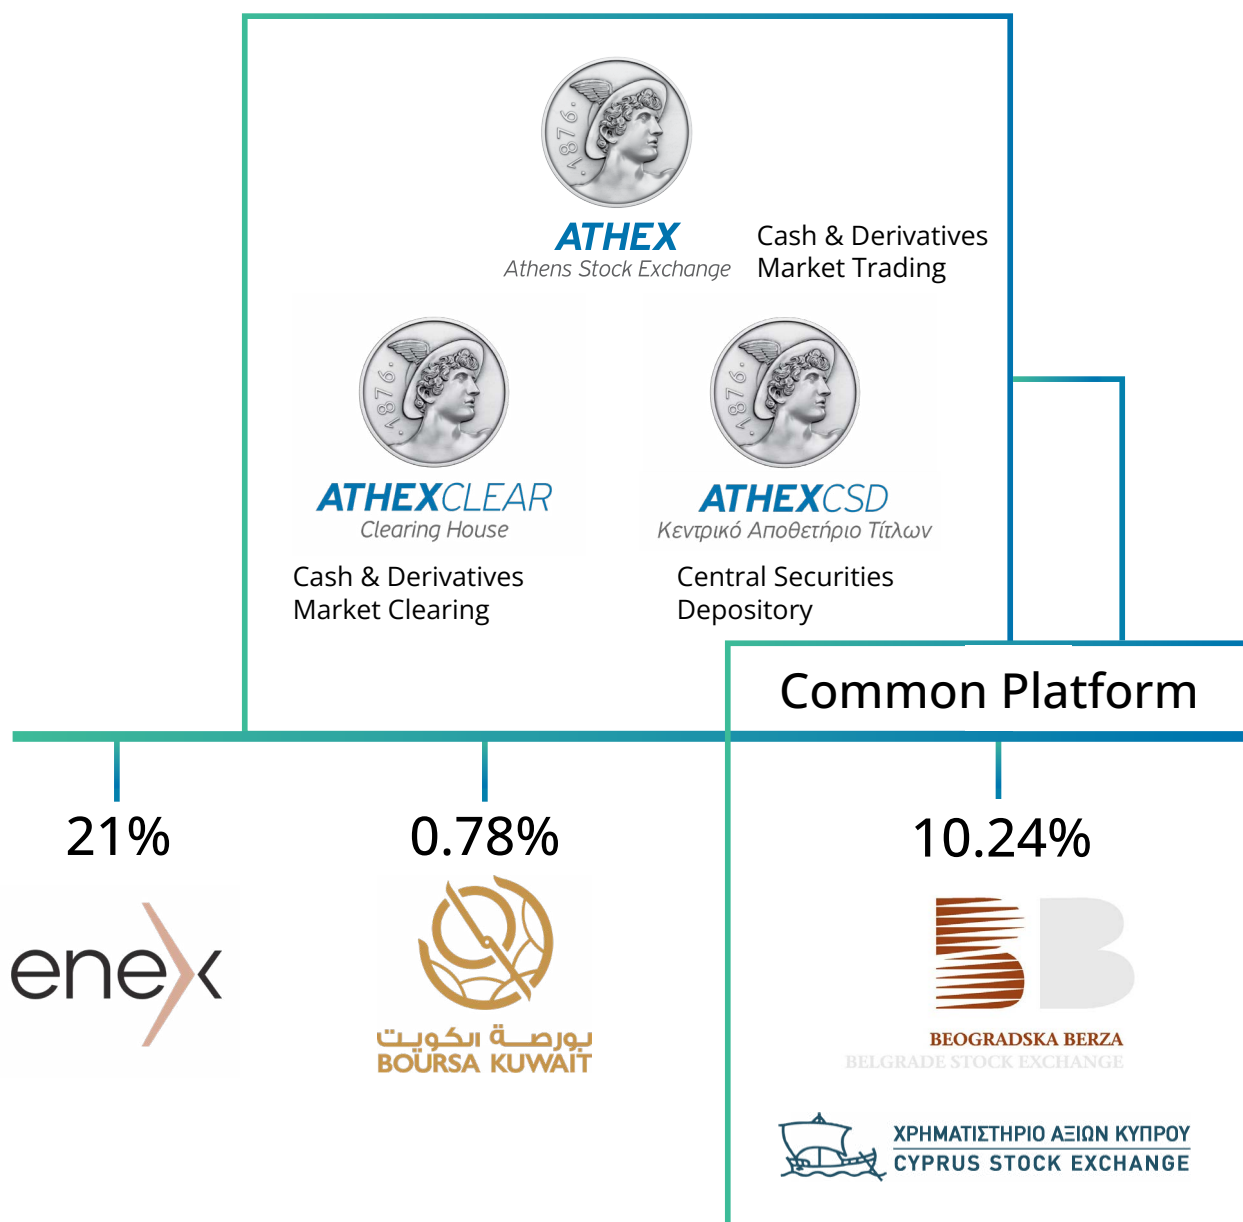 ·1876·
ATHEX
Athens Stock Exchange
Cash & Derivatives
Market Trading
·1876·
ATHEXCLEAR
Clearing House
Cash & Derivatives
Market Clearing
·1876·
ATHEXCSD
Κεντρικό Αποθετήριο Τίτλων
Central Securities
Depository
Common Platform
21%
enex
0.78%
بورصة الكويت
BOURSA KUWAIT
10.24%
BEOGRADSKA BERZA
BELGRADE STOCK EXCHANGE
ΧΡΗΜΑΤΙΣΤΗΡΙΟ ΑΞΙΩΝ ΚΥΠΡΟΥ
CYPRUS STOCK EXCHANGE